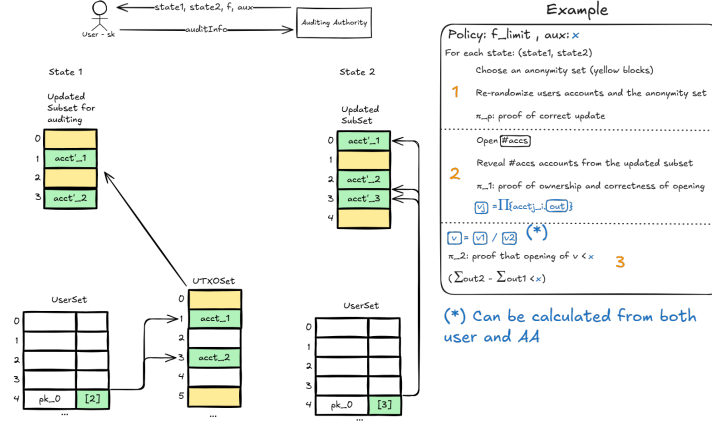 state1, state2, f, aux
auditInfo
User - sk
Auditing Authority
State 1
State 2
Updated
Subset for
auditing
0
1 acct'_1
2
3 acct'_2
Updated
SubSet
0 acct'_1
1
2 acct'_2
3 acct'_3
4
UserSet
0
1
2
3
4 pk_0 [2]
...
UTXOSet
0
1 acct_1
2
3 acct_2
4
5
...
UserSet
0
1
2
3
4 pk_0 [3]
...
Example
Policy: f_limit , aux: x
For each state: (state1, state2)
1
Choose an anonymity set (yellow blocks)
Re-randomize users accounts and the anonymity set
π_p: proof of correct update
2
Open #accs
Reveal #accs accounts from the updated subset
π_1: proof of ownership and correctness of opening
vj =∏{acctj_i.out}
v = v1 / v2 (*)
π_2: proof that opening of v < x
3
(∑out2 - ∑out1 < x)
(*) Can be calculated from both
user and AA